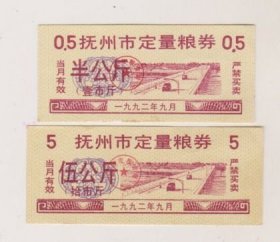 0.5 抚州市定量粮券 0.5
当月有效
半公斤
壹市斤
严禁买卖
一九九二年九月
5 抚州市定量粮券 5
当月有效
伍公斤
拾市斤
严禁买卖
一九九二年九月